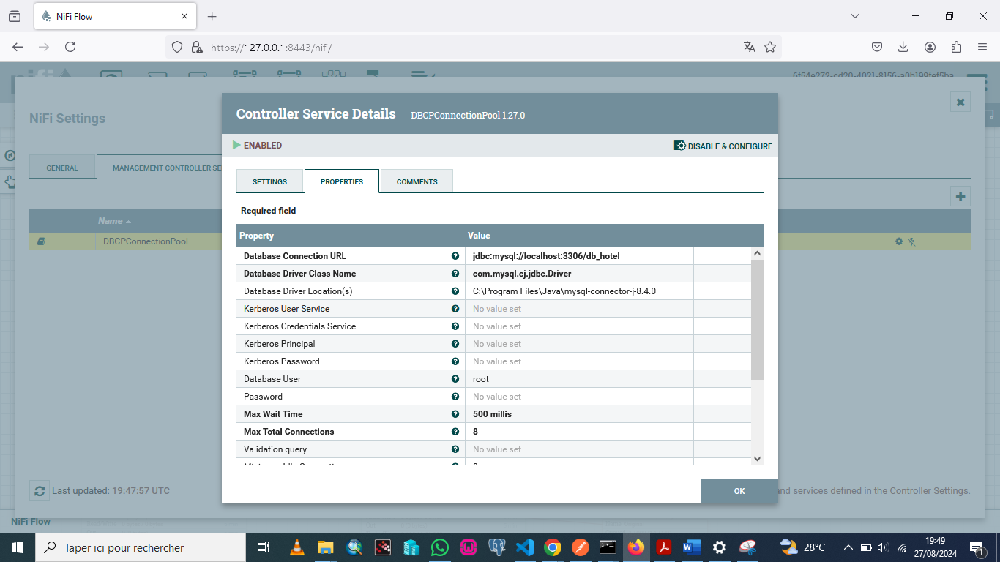 NiFi Flow
https://127.0.0.1:8443/nifi/
6f54e272-cd20-4021-8156-a0b199fef5ba
NiFi Settings
GENERAL
MANAGEMENT CONTROLLER SE
Name
DBCPConnectionPool
Controller Service Details
DBCPConnectionPool 1.27.0
ENABLED
DISABLE & CONFIGURE
SETTINGS
PROPERTIES
COMMENTS
Required field
Property Value
Database Connection URL jdbc:mysql://localhost:3306/db_hotel
Database Driver Class Name com.mysql.cj.jdbc.Driver
Database Driver Location(s) C:\Program Files\Java\mysql-connector-j-8.4.0
Kerberos User Service No value set
Kerberos Credentials Service No value set
Kerberos Principal No value set
Kerberos Password No value set
Database User root
Password No value set
Max Wait Time 500 millis
Max Total Connections 8
Validation query No value set
OK
Last updated: 19:47:57 UTC
and services defined in the Controller Settings.
NiFi Flow
Taper ici pour rechercher
28°C
19:49
27/08/2024
1